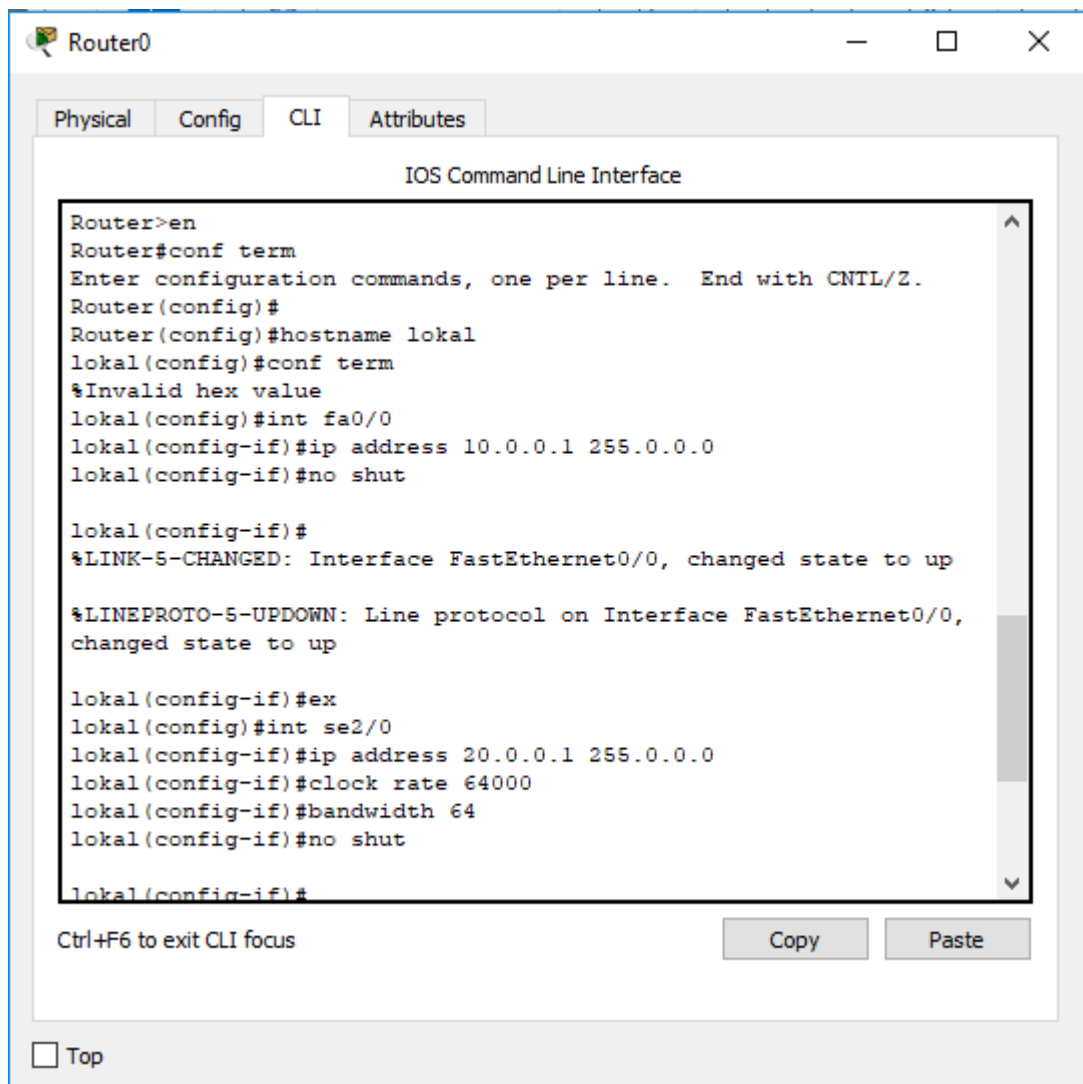 Router0
Physical Config CLI Attributes
IOS Command Line Interface
Router>en
Router#conf term
Enter configuration commands, one per line.  End with CNTL/Z.
Router(config)#
Router(config)#hostname lokal
lokal(config)#conf term
%Invalid hex value
lokal(config)#int fa0/0
lokal(config-if)#ip address 10.0.0.1 255.0.0.0
lokal(config-if)#no shut
lokal(config-if)#
%LINK-5-CHANGED: Interface FastEthernet0/0, changed state to up
%LINEPROTO-5-UPDOWN: Line protocol on Interface FastEthernet0/0,
changed state to up
lokal(config-if)#ex
lokal(config)#int se2/0
lokal(config-if)#ip address 20.0.0.1 255.0.0.0
lokal(config-if)#clock rate 64000
lokal(config-if)#bandwidth 64
lokal(config-if)#no shut
lokal(config-if)#
Ctrl+F6 to exit CLI focus
Copy Paste
Top